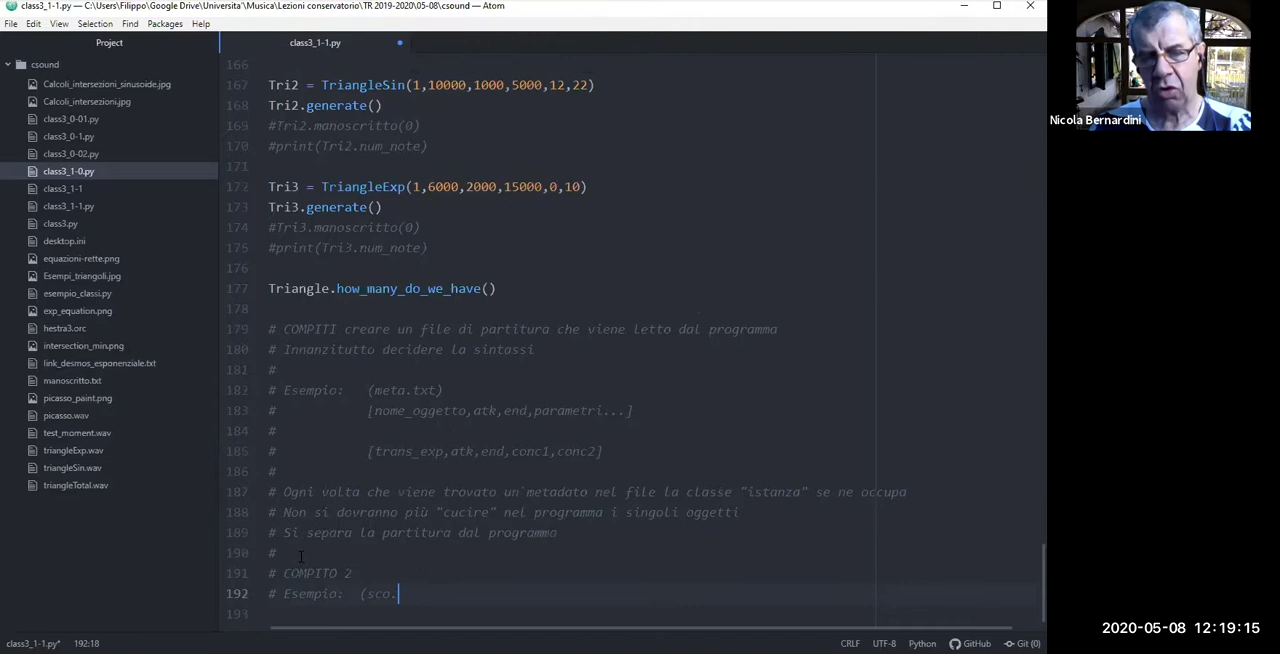 class3_1-1.py — C:\Users\Filippo\Google Drive\Universita'\Musica\Lezioni conservatorio\TR 2019-2020\05-08\csound — Atom
File Edit View Selection Find Packages Help
Project
class3_1-1.py
csound
Calcoli_intersezioni_sinusoide.jpg
Calcoli_intersezioni.jpg
class3_0-01.py
class3_0-1.py
class3_0-02.py
class3_1-0.py
class3_1-1
class3_1-1.py
class3.py
desktop.ini
equazioni-rette.png
Esempi_triangoli.jpg
esempio_classi.py
exp_equation.png
hestra3.orc
intersection_min.png
link_desmos_esponenziale.txt
manoscritto.txt
picasso_paint.png
picasso.wav
test_moment.wav
triangleExp.wav
triangleSin.wav
triangleTotal.wav
166
167 Tri2 = TriangleSin(1,10000,1000,5000,12,22)
168 Tri2.generate()
169 #Tri2.manoscritto(0)
170 #print(Tri2.num_note)
171
172 Tri3 = TriangleExp(1,6000,2000,15000,0,10)
173 Tri3.generate()
174 #Tri3.manoscritto(0)
175 #print(Tri3.num_note)
176
177 Triangle.how_many_do_we_have()
178
179 # COMPITI creare un file di partitura che viene letto dal programma
180 # Innanzitutto decidere la sintassi
181 #
182 # Esempio: (meta.txt)
183 # [nome_oggetto,atk,end,parametri...]
184 #
185 # [trans_exp,atk,end,conc1,conc2]
186 #
187 # Ogni volta che viene trovato un'metadato nel file la classe "istanza" se ne occupa
188 # Non si dovranno più "cucire" nel programma i singoli oggetti
189 # Si separa la partitura dal programma
190 #
191 # COMPITO 2
192 # Esempio: (sco.
193
class3_1-1.py* 192:18 CRLF UTF-8 Python GitHub Git (0)
Nicola Bernardini
2020-05-08 12:19:15